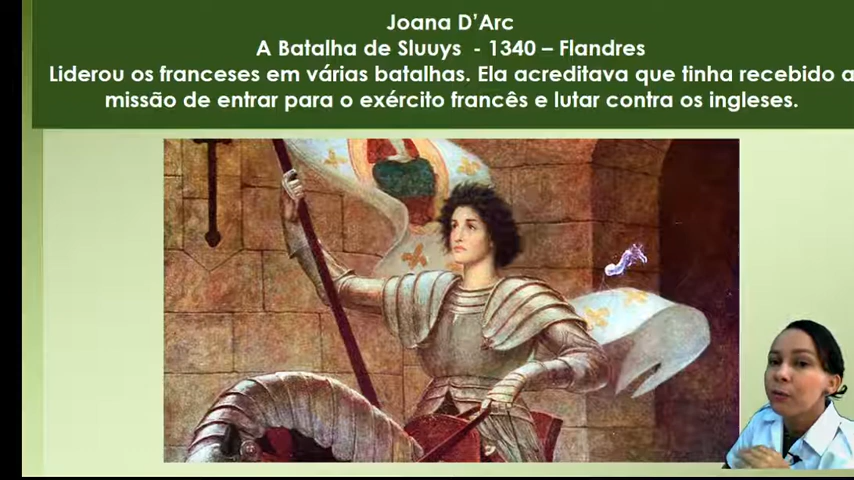 Joana D'Arc
A Batalha de Sluuys - 1340 – Flandres
Liderou os franceses em várias batalhas. Ela acreditava que tinha recebido a
missão de entrar para o exército francês e lutar contra os ingleses.